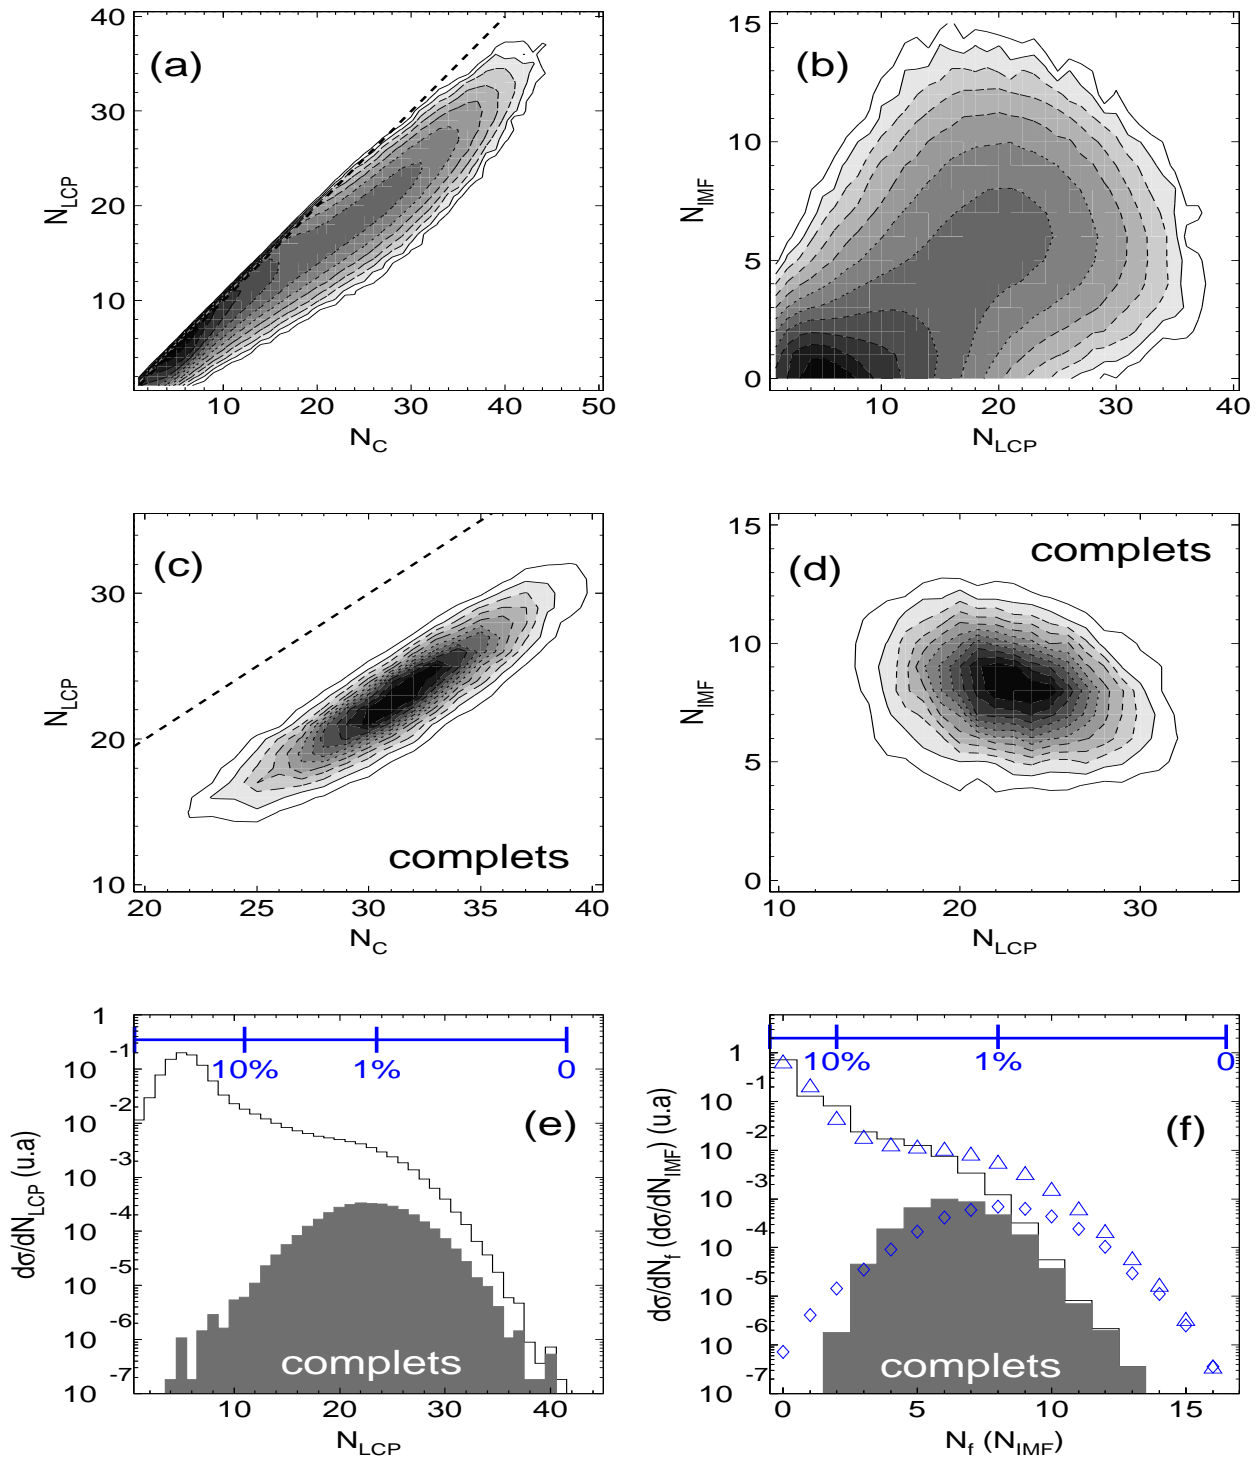 (a)
N_LCP
40
30
20
10
10
20
30
40
50
N_C
(b)
N_IMF
15
10
5
0
10
20
30
40
N_LCP
(c)
N_LCP
30
20
10
20
25
30
35
40
N_C
complets
(d)
complets
N_IMF
15
10
5
0
10
20
30
N_LCP
(e)
dσ/dN_LCP (u.a)
1
10^-1
10^-2
10^-3
10^-4
10^-5
10^-6
10^-7
10%
1%
0
complets
10
20
30
40
N_LCP
(f)
dσ/dN_f (dσ/dN_IMF) (u.a)
1
10^-1
10^-2
10^-3
10^-4
10^-5
10^-6
10^-7
10%
1%
0
complets
0
5
10
15
N_f (N_IMF)